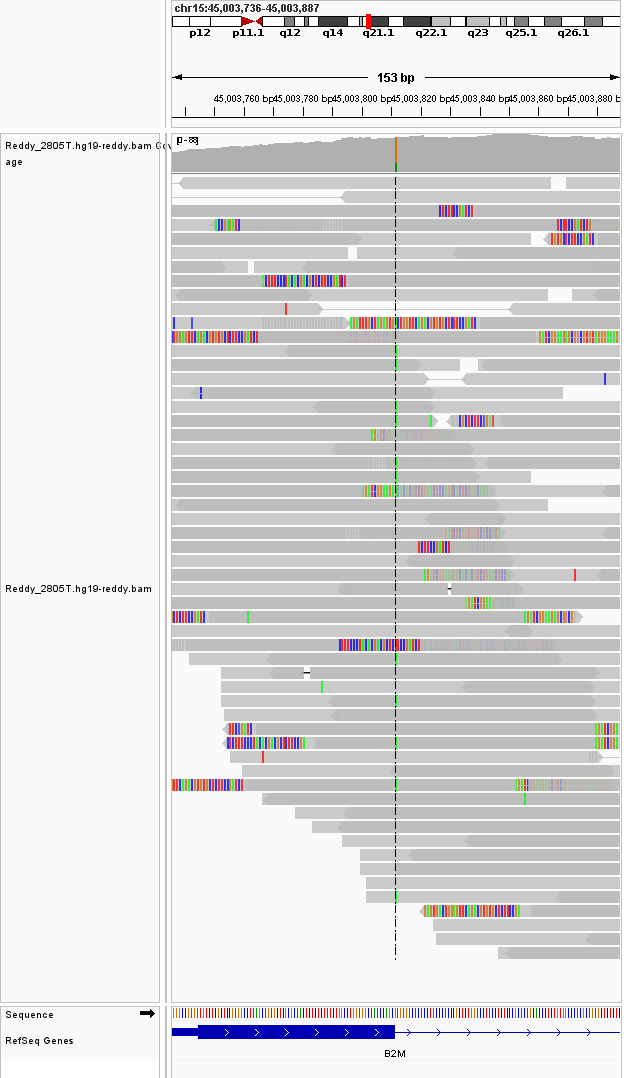 chr15:45,003,736-45,003,887
p12 p11.1 q12 q14 q21.1 q22.1 q23 q25.1 q26.1
153 bp
45,003,760 bp 45,003,780 bp 45,003,800 bp 45,003,820 bp 45,003,840 bp 45,003,860 bp 45,003,880 b
Reddy_2805T.hg19-reddy.bam Cov
age
Reddy_2805T.hg19-reddy.bam
Sequence
RefSeq Genes
B2M